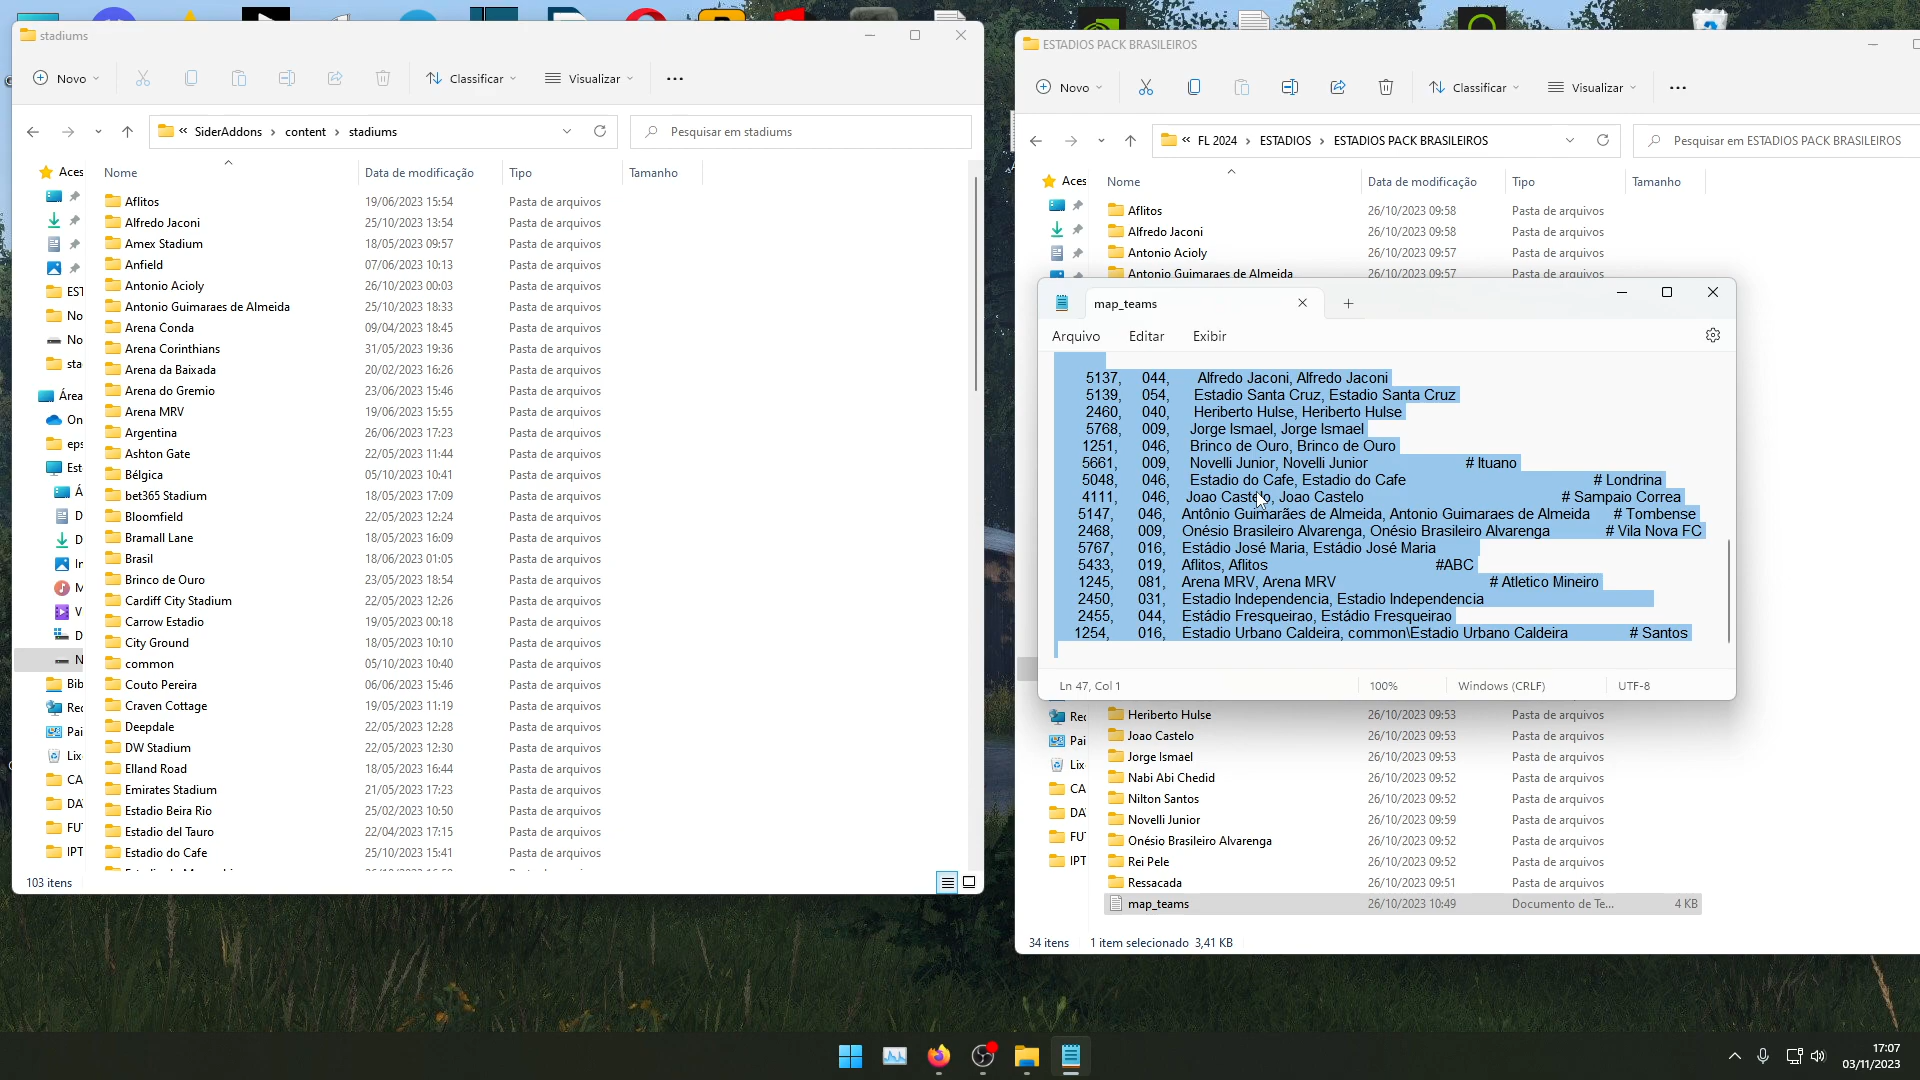 stadiums
Novo
Classificar
Visualizar
« SiderAddons › content › stadiums
Pesquisar em stadiums
Nome Data de modificação Tipo Tamanho
Aflitos 19/06/2023 15:54 Pasta de arquivos
Alfredo Jaconi 25/10/2023 13:54 Pasta de arquivos
Amex Stadium 18/05/2023 09:57 Pasta de arquivos
Anfield 07/06/2023 10:13 Pasta de arquivos
Antonio Acioly 26/10/2023 00:03 Pasta de arquivos
Antonio Guimaraes de Almeida 25/10/2023 18:33 Pasta de arquivos
Arena Conda 09/04/2023 18:45 Pasta de arquivos
Arena Corinthians 31/05/2023 19:36 Pasta de arquivos
Arena da Baixada 20/02/2023 16:26 Pasta de arquivos
Arena do Gremio 23/06/2023 15:46 Pasta de arquivos
Arena MRV 19/06/2023 15:55 Pasta de arquivos
Argentina 26/06/2023 17:23 Pasta de arquivos
Ashton Gate 22/05/2023 11:44 Pasta de arquivos
Bélgica 05/10/2023 10:41 Pasta de arquivos
bet365 Stadium 18/05/2023 17:09 Pasta de arquivos
Bloomfield 22/05/2023 12:24 Pasta de arquivos
Bramall Lane 18/05/2023 16:09 Pasta de arquivos
Brasil 18/06/2023 01:05 Pasta de arquivos
Brinco de Ouro 23/05/2023 18:54 Pasta de arquivos
Cardiff City Stadium 22/05/2023 12:26 Pasta de arquivos
Carrow Estadio 19/05/2023 00:18 Pasta de arquivos
City Ground 18/05/2023 10:10 Pasta de arquivos
common 05/10/2023 10:40 Pasta de arquivos
Couto Pereira 06/06/2023 15:46 Pasta de arquivos
Craven Cottage 19/05/2023 11:19 Pasta de arquivos
Deepdale 22/05/2023 12:28 Pasta de arquivos
DW Stadium 22/05/2023 12:30 Pasta de arquivos
Elland Road 18/05/2023 16:44 Pasta de arquivos
Emirates Stadium 21/05/2023 17:23 Pasta de arquivos
Estadio Beira Rio 25/02/2023 10:50 Pasta de arquivos
Estadio del Tauro 22/04/2023 17:15 Pasta de arquivos
Estadio do Cafe 25/10/2023 15:41 Pasta de arquivos
Aces
EST
No
No
sta
Área
On
eps
Est
Á
D
D
Ir
M
V
D
N
Bib
Rec
Pai
Lix
CA
DA
FU
IPT
103 itens
ESTADIOS PACK BRASILEIROS
Novo
Classificar
Visualizar
« FL 2024 › ESTADIOS › ESTADIOS PACK BRASILEIROS
Pesquisar em ESTADIOS PACK BRASILEIROS
Nome Data de modificação Tipo Tamanho
Aces
Aflitos 26/10/2023 09:58 Pasta de arquivos
Alfredo Jaconi 26/10/2023 09:58 Pasta de arquivos
Antonio Acioly 26/10/2023 09:57 Pasta de arquivos
Antonio Guimaraes de Almeida 26/10/2023 09:57 Pasta de arquivos
map_teams
Arquivo Editar Exibir
5137, 044, Alfredo Jaconi, Alfredo Jaconi
5139, 054, Estadio Santa Cruz, Estadio Santa Cruz
2460, 040, Heriberto Hulse, Heriberto Hulse
5768, 009, Jorge Ismael, Jorge Ismael
1251, 046, Brinco de Ouro, Brinco de Ouro
5661, 009, Novelli Junior, Novelli Junior # Ituano
5048, 046, Estadio do Cafe, Estadio do Cafe # Londrina
4111, 046, Joao Castelo, Joao Castelo # Sampaio Correa
5147, 046, Antônio Guimarães de Almeida, Antonio Guimaraes de Almeida # Tombense
2468, 009, Onésio Brasileiro Alvarenga, Onésio Brasileiro Alvarenga # Vila Nova FC
5767, 016, Estádio José Maria, Estádio José Maria
5433, 019, Aflitos, Aflitos #ABC
1245, 081, Arena MRV, Arena MRV # Atletico Mineiro
2450, 031, Estadio Independencia, Estadio Independencia
2455, 044, Estádio Fresqueirao, Estádio Fresqueirao
1254, 016, Estadio Urbano Caldeira, common\Estadio Urbano Caldeira # Santos
Ln 47, Col 1 100% Windows (CRLF) UTF-8
Heriberto Hulse 26/10/2023 09:53 Pasta de arquivos
Joao Castelo 26/10/2023 09:53 Pasta de arquivos
Jorge Ismael 26/10/2023 09:53 Pasta de arquivos
Nabi Abi Chedid 26/10/2023 09:52 Pasta de arquivos
Nilton Santos 26/10/2023 09:52 Pasta de arquivos
Novelli Junior 26/10/2023 09:59 Pasta de arquivos
Onésio Brasileiro Alvarenga 26/10/2023 09:52 Pasta de arquivos
Rei Pele 26/10/2023 09:52 Pasta de arquivos
Ressacada 26/10/2023 09:51 Pasta de arquivos
map_teams 26/10/2023 10:49 Documento de Te... 4 KB
Rec
Pai
Lix
CA
DA
FU
IPT
34 itens 1 item selecionado 3,41 KB
17:07
03/11/2023